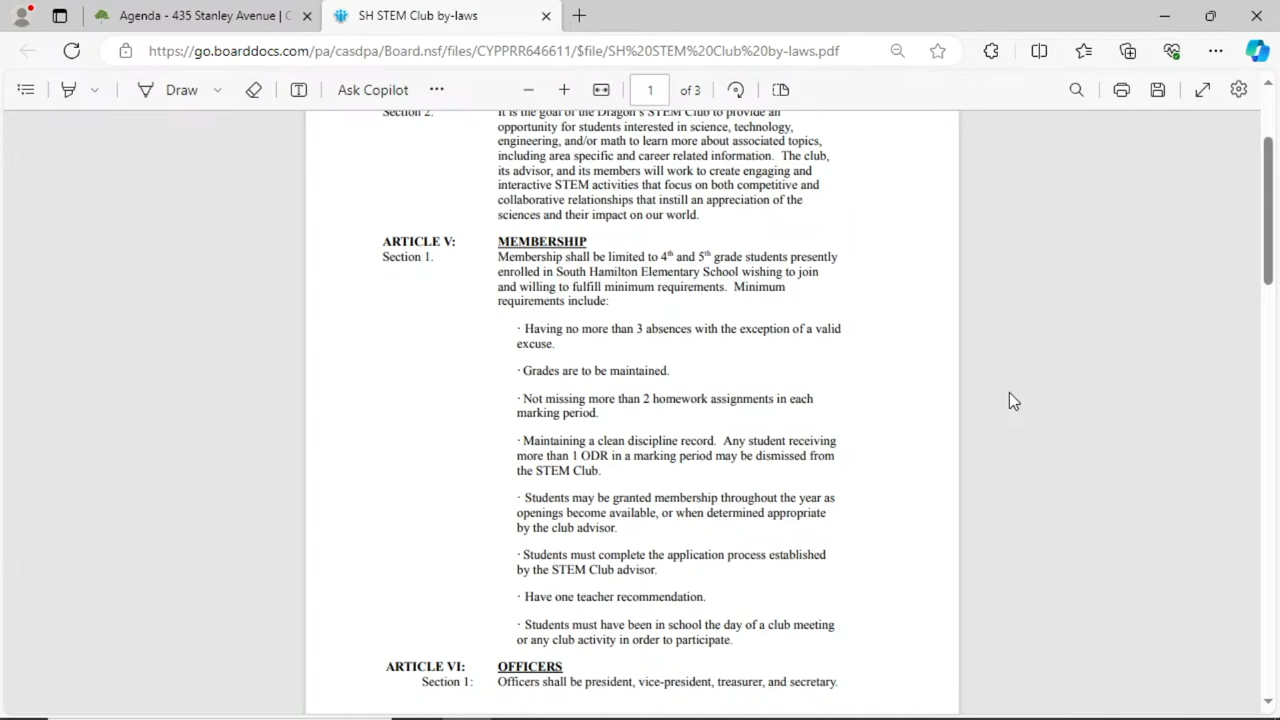 Agenda - 435 Stanley Avenue | C
SH STEM Club by-laws
https://go.boarddocs.com/pa/casdpa/Board.nsf/files/CYPPRR646611/$file/SH%20STEM%20Club%20by-laws.pdf
Draw
Ask Copilot
1 of 3
Section 2. It is the goal of the Dragon's STEM Club to provide an
opportunity for students interested in science, technology,
engineering, and/or math to learn more about associated topics,
including area specific and career related information. The club,
its advisor, and its members will work to create engaging and
interactive STEM activities that focus on both competitive and
collaborative relationships that instill an appreciation of the
sciences and their impact on our world.
ARTICLE V: MEMBERSHIP
Section 1. Membership shall be limited to 4th and 5th grade students presently
enrolled in South Hamilton Elementary School wishing to join
and willing to fulfill minimum requirements. Minimum
requirements include:
· Having no more than 3 absences with the exception of a valid
excuse.
· Grades are to be maintained.
· Not missing more than 2 homework assignments in each
marking period.
· Maintaining a clean discipline record. Any student receiving
more than 1 ODR in a marking period may be dismissed from
the STEM Club.
· Students may be granted membership throughout the year as
openings become available, or when determined appropriate
by the club advisor.
· Students must complete the application process established
by the STEM Club advisor.
· Have one teacher recommendation.
· Students must have been in school the day of a club meeting
or any club activity in order to participate.
ARTICLE VI: OFFICERS
Section 1: Officers shall be president, vice-president, treasurer, and secretary.